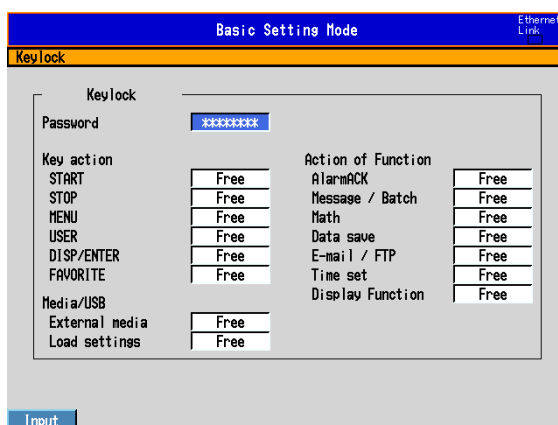 Basic Setting Mode
Ethernet
Link
Keylock
Keylock
Password ********
Key action
START Free
STOP Free
MENU Free
USER Free
DISP/ENTER Free
FAVORITE Free
Media/USB
External media Free
Load settings Free
Action of Function
AlarmACK Free
Message / Batch Free
Math Free
Data save Free
E-mail / FTP Free
Time set Free
Display Function Free
Input